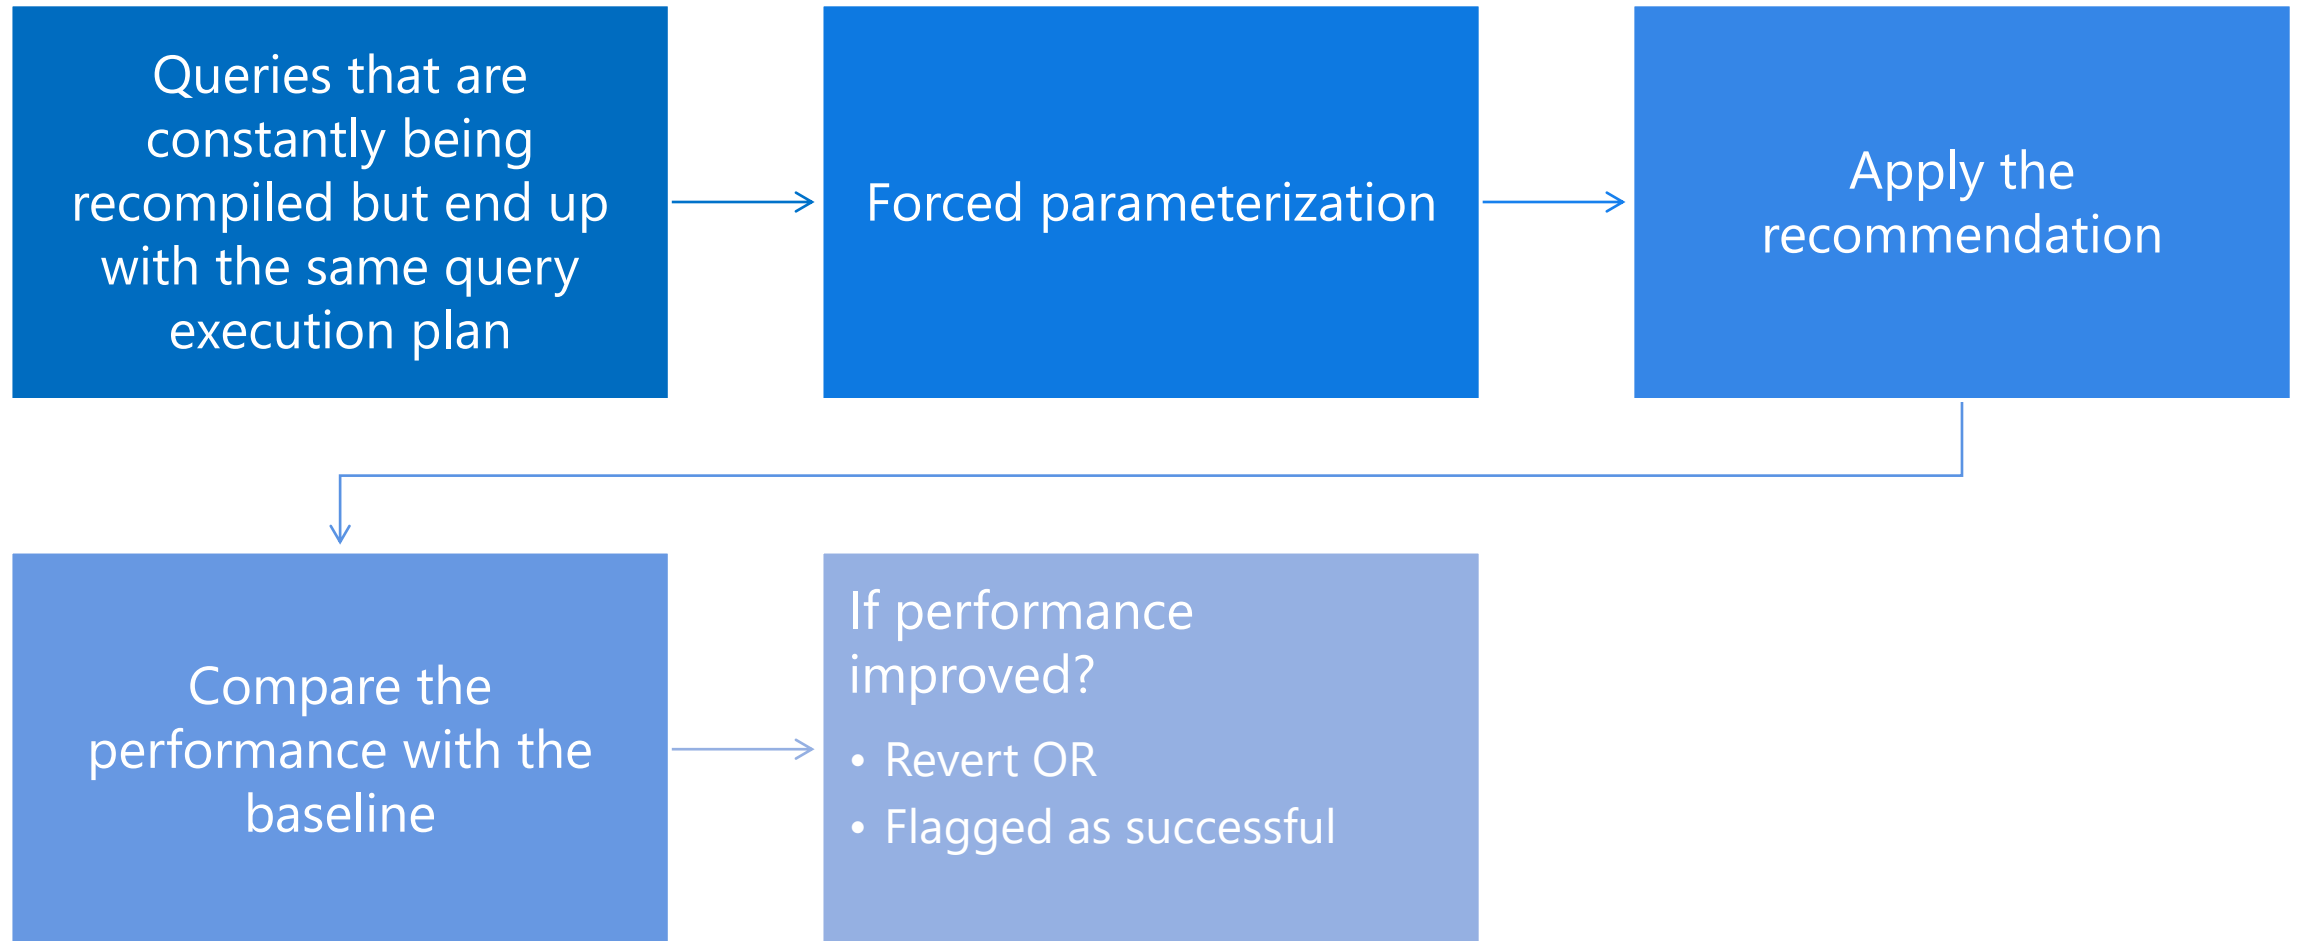 Queries that are
constantly being
recompiled but end up
with the same query
execution plan
Forced parameterization
Apply the
recommendation
Compare the
performance with the
baseline
If performance
improved?
• Revert OR
• Flagged as successful